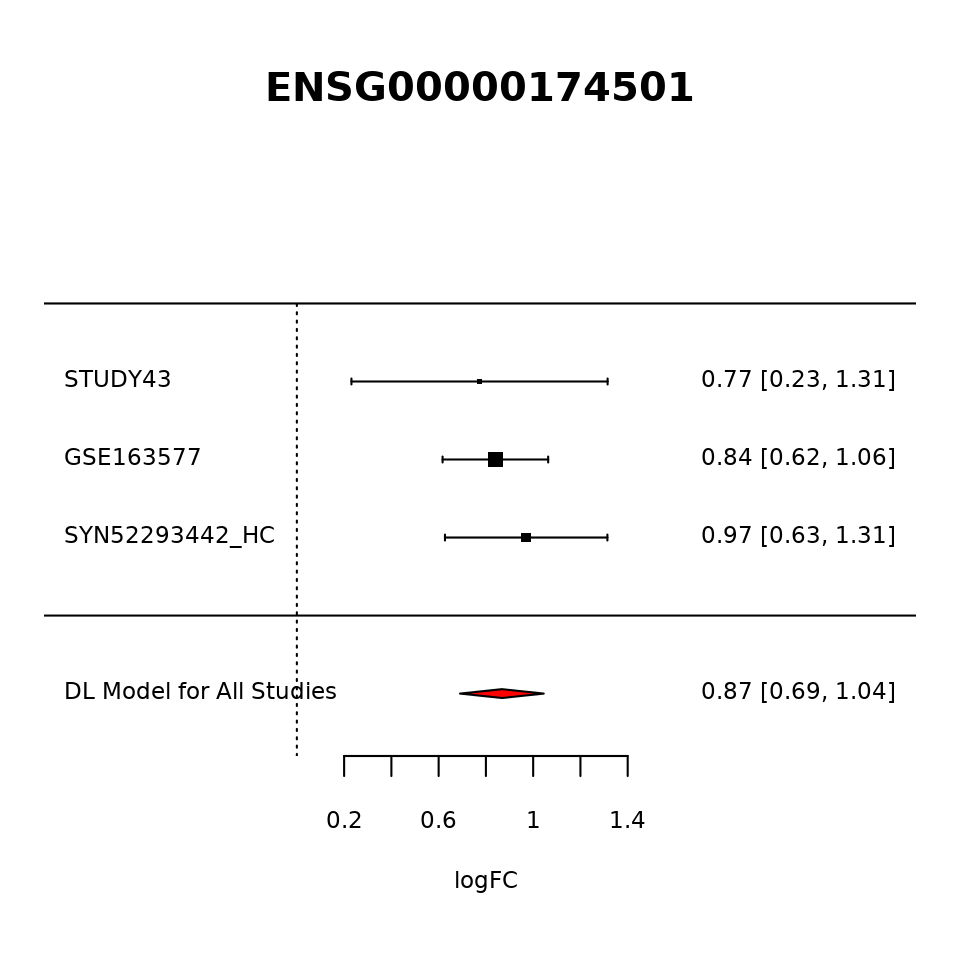 ENSG00000174501
STUDY43 0.77 [0.23, 1.31]
GSE163577 0.84 [0.62, 1.06]
SYN52293442_HC 0.97 [0.63, 1.31]
DL Model for All Studies 0.87 [0.69, 1.04]
0.2 0.6 1 1.4
logFC